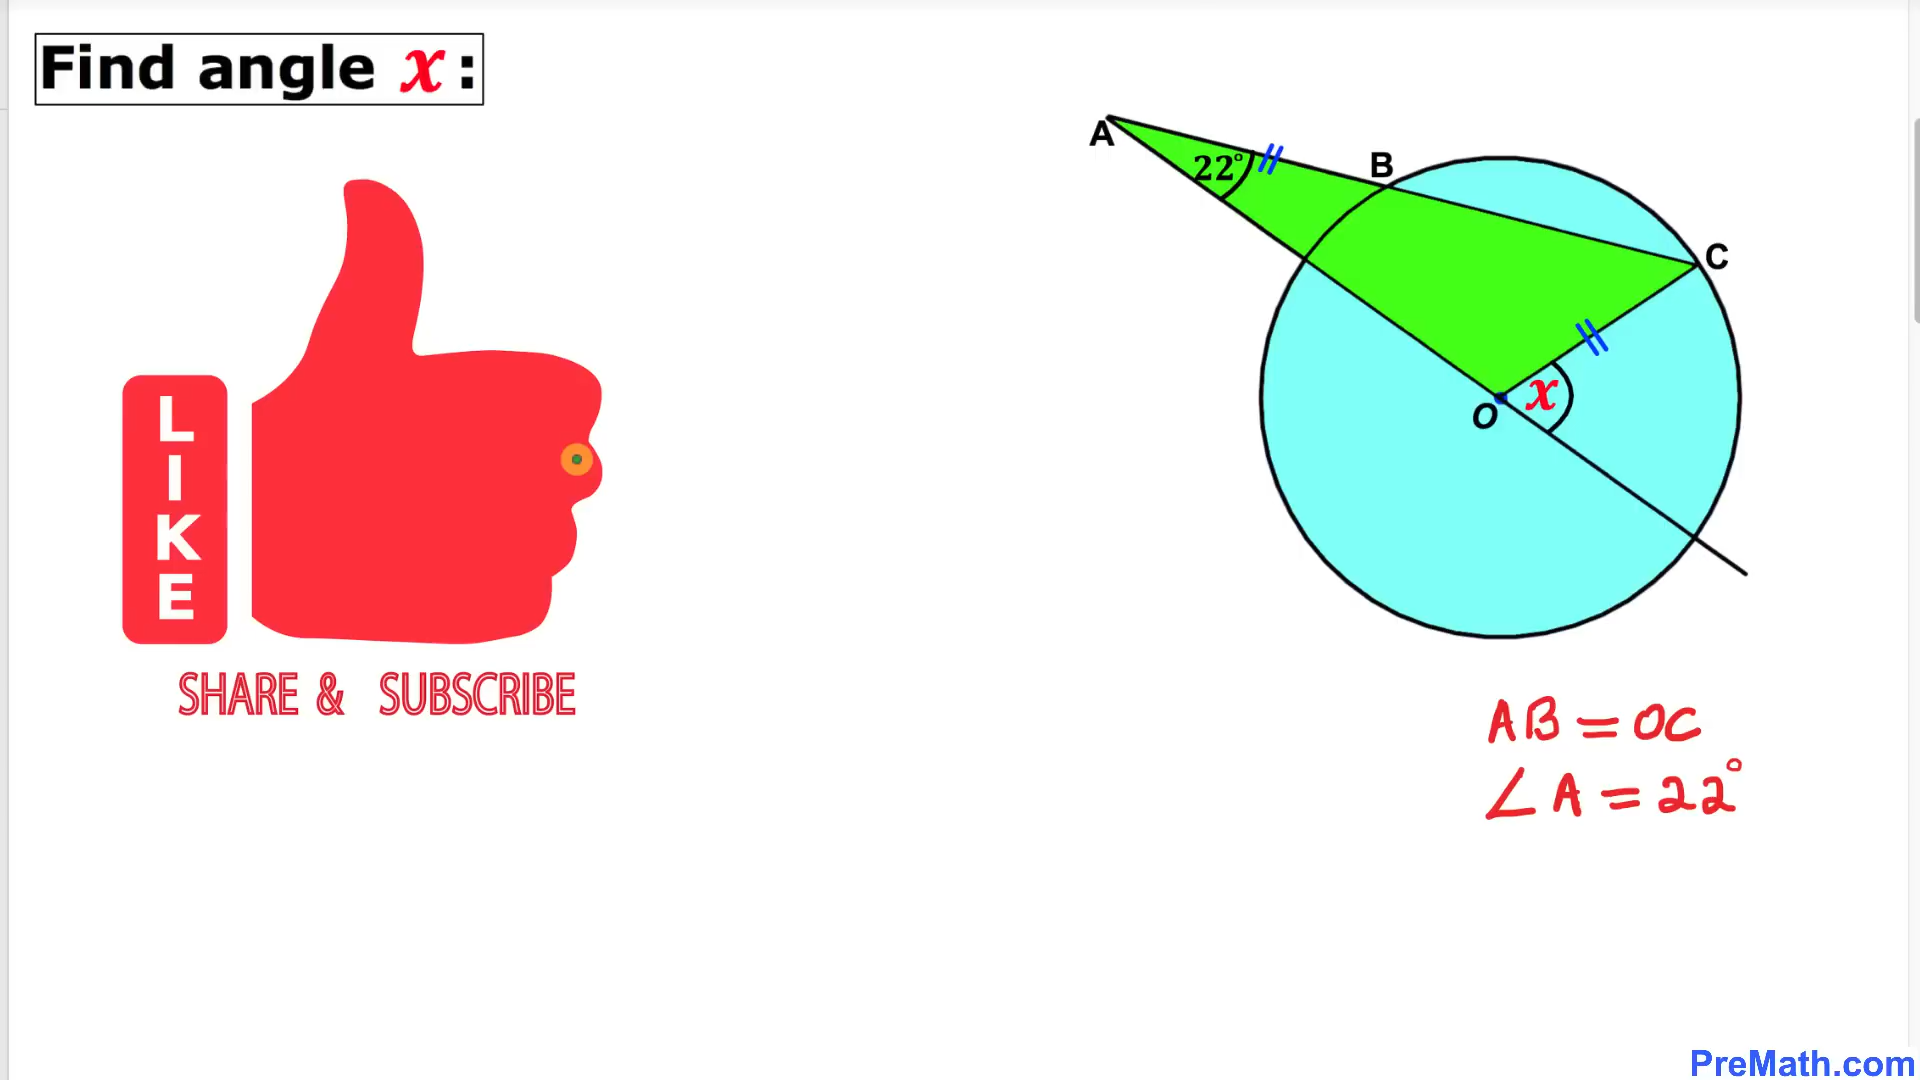 Find angle x:
A
22°
B
C
O
x
L
I
K
E
SHARE & SUBSCRIBE
AB = OC
∠A = 22°
PreMath.com